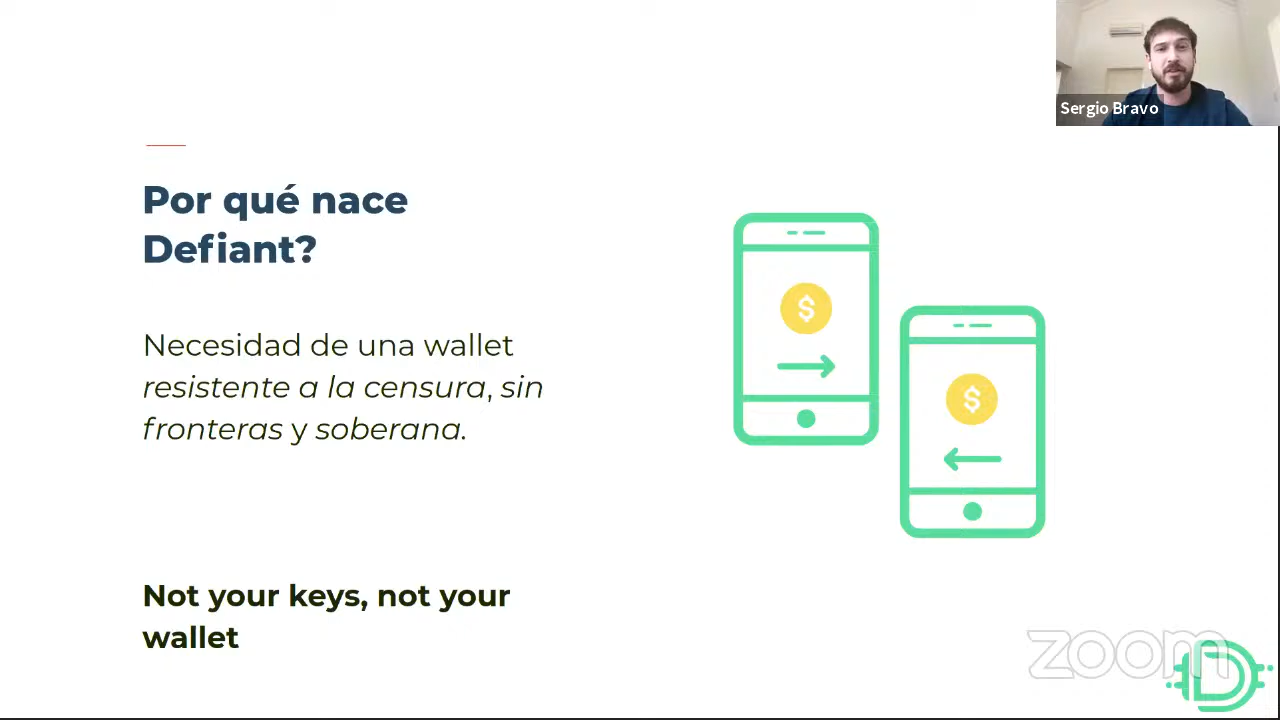 Sergio Bravo
Por qué nace
Defiant?
Necesidad de una wallet
resistente a la censura, sin
fronteras y soberana.
Not your keys, not your
wallet
$
$
zoom
D